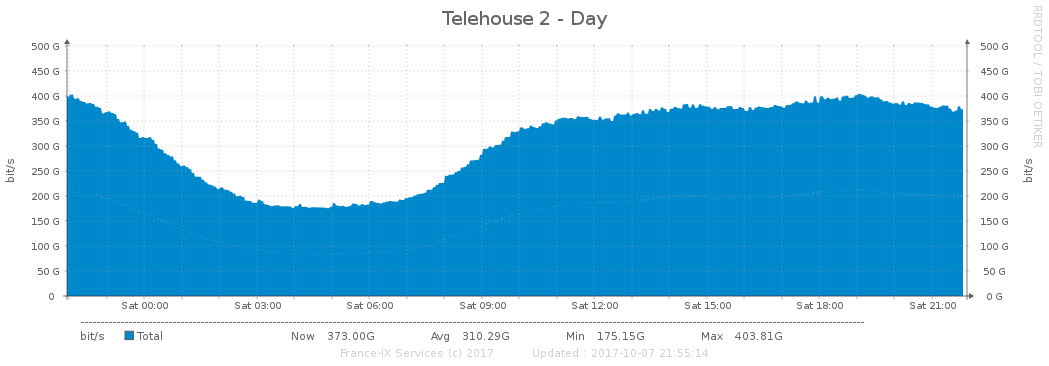 Telehouse 2 - Day
RRDTOOL / TOBI OETIKER
500 G 500 G
450 G 450 G
400 G 400 G
350 G 350 G
300 G 300 G
250 G 250 G
200 G 200 G
150 G 150 G
100 G 100 G
50 G 50 G
0 0 G
bit/s bit/s
Sat 00:00 Sat 03:00 Sat 06:00 Sat 09:00 Sat 12:00 Sat 15:00 Sat 18:00 Sat 21:00
bit/s Total Now 373.00G Avg 310.29G Min 175.15G Max 403.81G
France-IX Services (c) 2017 Updated : 2017-10-07 21:55:14